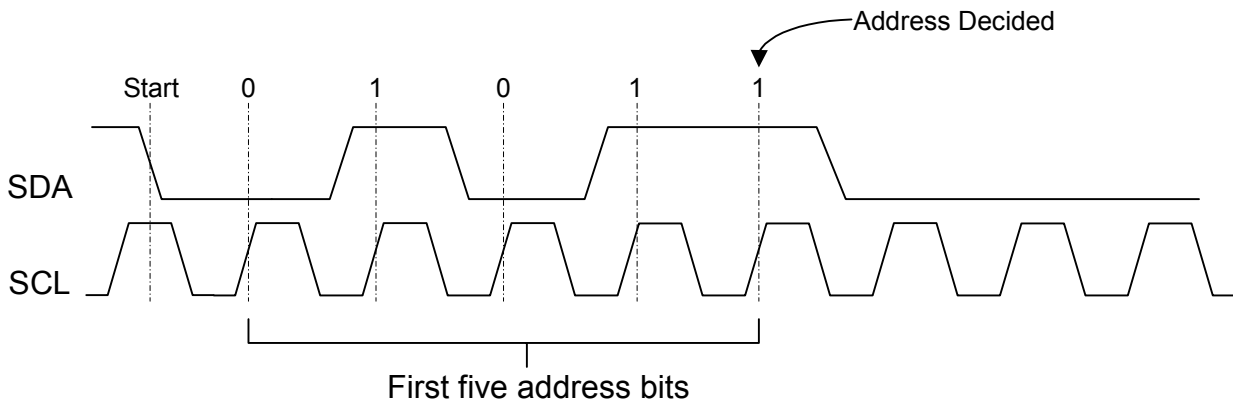 Address Decided
Start 0 1 0 1 1
SDA
SCL
First five address bits